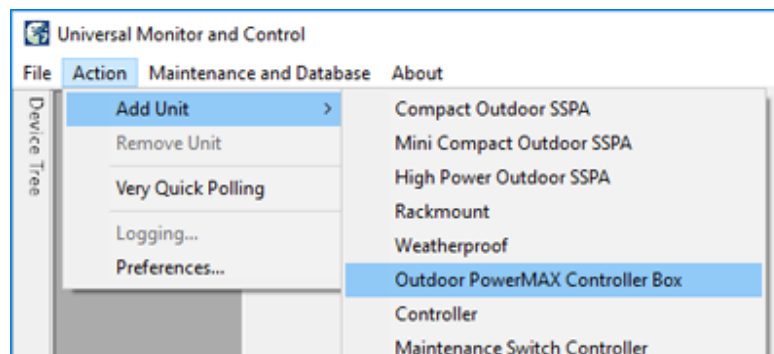 Universal Monitor and Control
File Action Maintenance and Database About
Device Tree
Add Unit >
Remove Unit
Very Quick Polling
Logging...
Preferences...
Compact Outdoor SSPA
Mini Compact Outdoor SSPA
High Power Outdoor SSPA
Rackmount
Weatherproof
Outdoor PowerMAX Controller Box
Controller
Maintenance Switch Controller